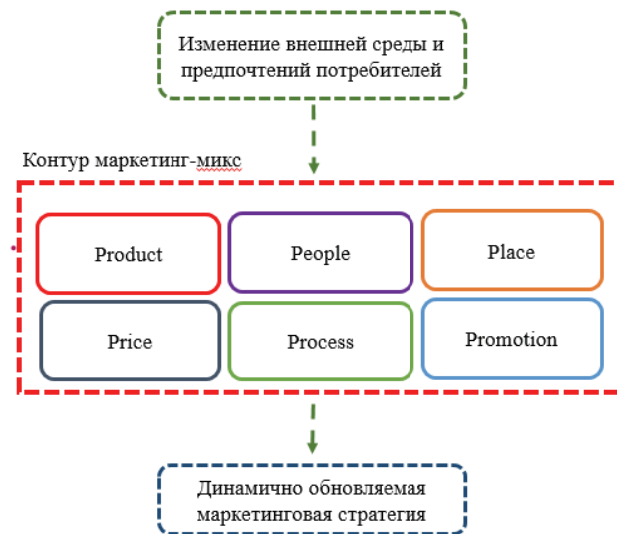 Изменение внешней среды и
предпочтений потребителей
Контур маркетинг-микс
Product
People
Place
Price
Process
Promotion
Динамично обновляемая
маркетинговая стратегия